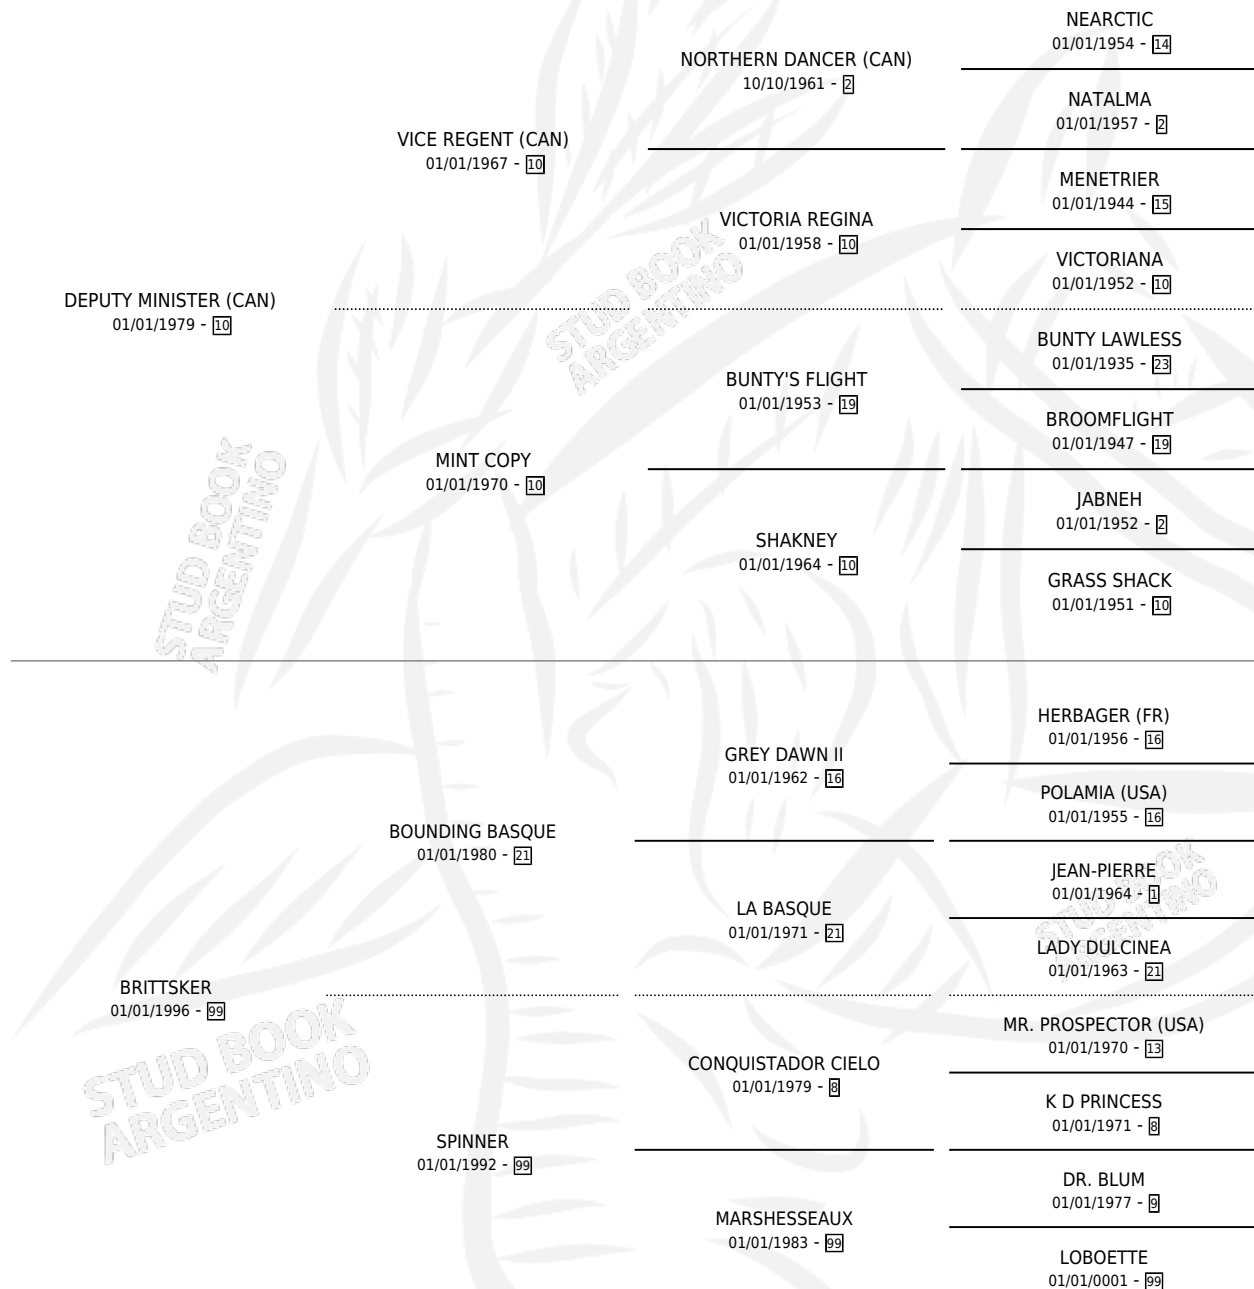 NEARCTIC
01/01/1954 - 14
NORTHERN DANCER (CAN)
10/10/1961 - 2
NATALMA
01/01/1957 - 2
VICE REGENT (CAN)
01/01/1967 - 10
MENETRIER
01/01/1944 - 15
VICTORIA REGINA
01/01/1958 - 10
VICTORIANA
01/01/1952 - 10
DEPUTY MINISTER (CAN)
01/01/1979 - 10
BUNTY LAWLESS
01/01/1935 - 23
BUNTY'S FLIGHT
01/01/1953 - 19
BROOMFLIGHT
01/01/1947 - 19
MINT COPY
01/01/1970 - 10
JABNEH
01/01/1952 - 2
SHAKNEY
01/01/1964 - 10
GRASS SHACK
01/01/1951 - 10
HERBAGER (FR)
01/01/1956 - 16
GREY DAWN II
01/01/1962 - 16
POLAMIA (USA)
01/01/1955 - 16
BOUNDING BASQUE
01/01/1980 - 21
JEAN-PIERRE
01/01/1964 - 1
LA BASQUE
01/01/1971 - 21
LADY DULCINEA
01/01/1963 - 21
BRITTSKER
01/01/1996 - 99
MR. PROSPECTOR (USA)
01/01/1970 - 13
CONQUISTADOR CIELO
01/01/1979 - 8
K D PRINCESS
01/01/1971 - 8
SPINNER
01/01/1992 - 99
DR. BLUM
01/01/1977 - 9
MARSHESSEAUX
01/01/1983 - 99
LOBOETTE
01/01/0001 - 99
STUD BOOK
ARGENTINO
STUD BOOK
ARGENTINO
STUD BOOK
ARGENTINO
STUD BOOK
ARGENTINO